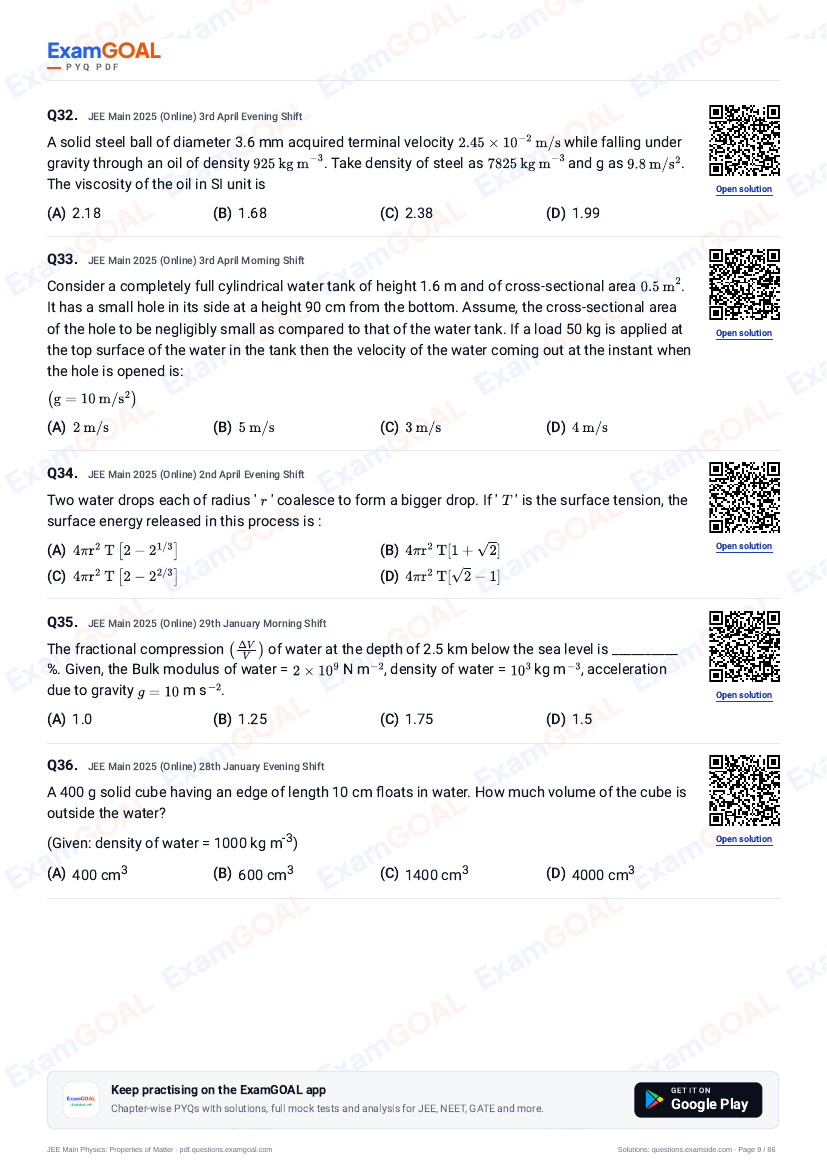 ExamGOAL
PYQ PDF
Q32. JEE Main 2025 (Online) 3rd April Evening Shift
A solid steel ball of diameter 3.6 mm acquired terminal velocity 2.45 × 10⁻² m/s while falling under
gravity through an oil of density 925 kg m⁻³. Take density of steel as 7825 kg m⁻³ and g as 9.8 m/s².
The viscosity of the oil in SI unit is
(A) 2.18 (B) 1.68 (C) 2.38 (D) 1.99
Open solution
Q33. JEE Main 2025 (Online) 3rd April Morning Shift
Consider a completely full cylindrical water tank of height 1.6 m and of cross-sectional area 0.5 m².
It has a small hole in its side at a height 90 cm from the bottom. Assume, the cross-sectional area
of the hole to be negligibly small as compared to that of the water tank. If a load 50 kg is applied at
the top surface of the water in the tank then the velocity of the water coming out at the instant when
the hole is opened is:
(g = 10 m/s²)
(A) 2 m/s (B) 5 m/s (C) 3 m/s (D) 4 m/s
Open solution
Q34. JEE Main 2025 (Online) 2nd April Evening Shift
Two water drops each of radius ' r ' coalesce to form a bigger drop. If ' T ' is the surface tension, the
surface energy released in this process is :
(A) 4πr² T [2 − 2^{1/3}] (B) 4πr² T[1 + √2]
(C) 4πr² T [2 − 2^{2/3}] (D) 4πr² T[√2 − 1]
Open solution
Q35. JEE Main 2025 (Online) 29th January Morning Shift
The fractional compression (ΔV/V) of water at the depth of 2.5 km below the sea level is __________
%. Given, the Bulk modulus of water = 2 × 10⁹ N m⁻², density of water = 10³ kg m⁻³, acceleration
due to gravity g = 10 m s⁻².
(A) 1.0 (B) 1.25 (C) 1.75 (D) 1.5
Open solution
Q36. JEE Main 2025 (Online) 28th January Evening Shift
A 400 g solid cube having an edge of length 10 cm floats in water. How much volume of the cube is
outside the water?
(Given: density of water = 1000 kg m⁻³)
(A) 400 cm³ (B) 600 cm³ (C) 1400 cm³ (D) 4000 cm³
Open solution
ExamGOAL
Keep practising on the ExamGOAL app
Chapter-wise PYQs with solutions, full mock tests and analysis for JEE, NEET, GATE and more.
GET IT ON
Google Play
JEE Main Physics: Properties of Matter · pdf.questions.examgoal.com Solutions: questions.examside.com · Page 9 / 86